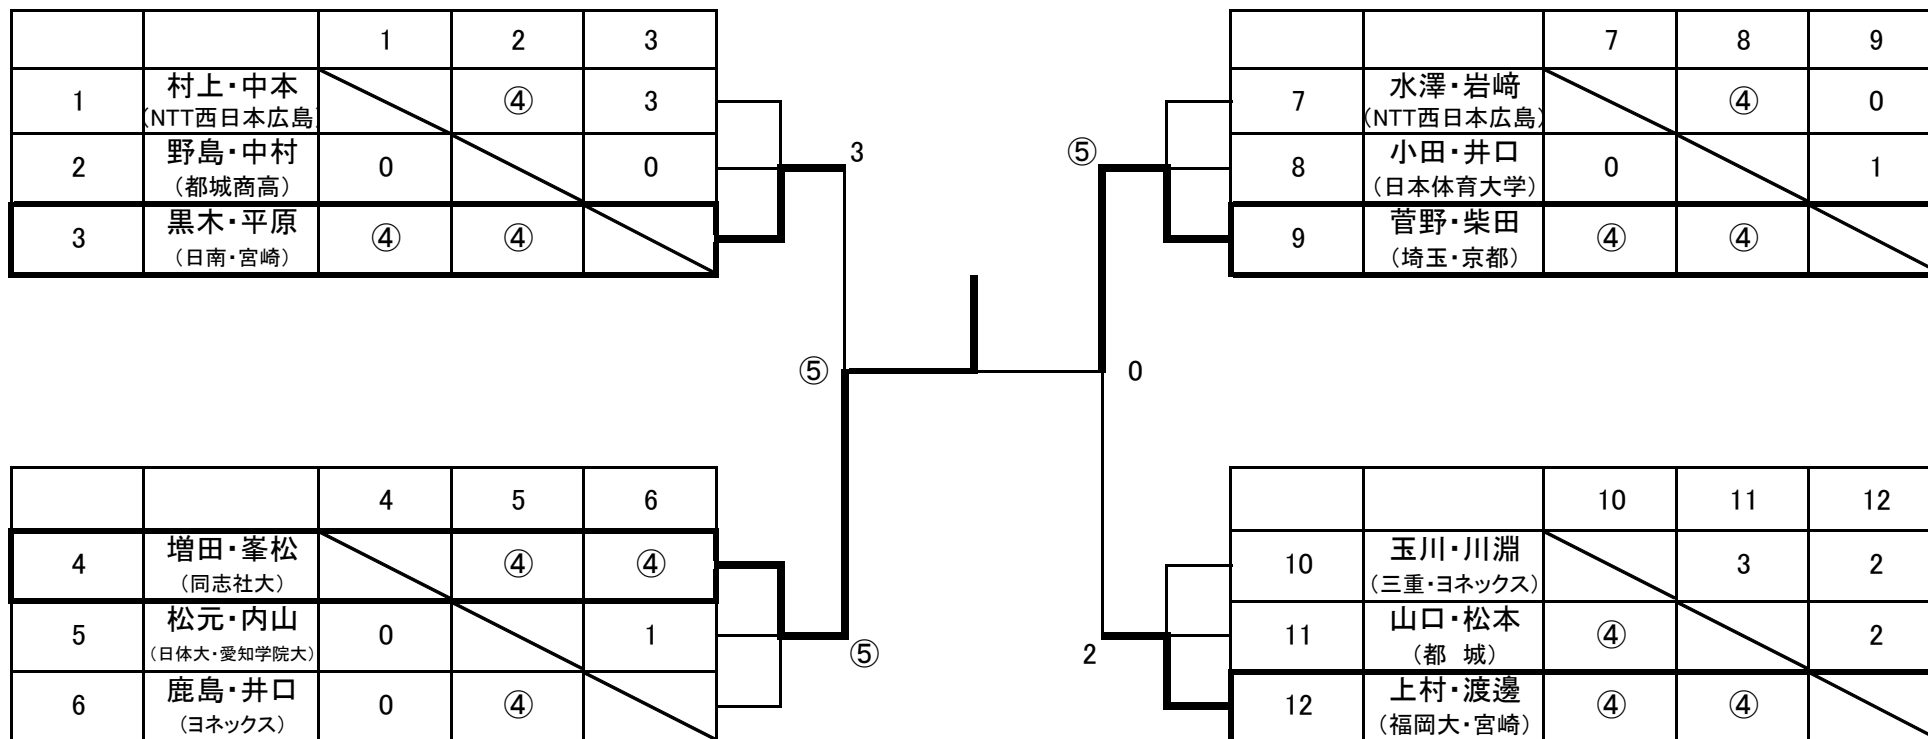 1 2 3
1 村上・中本 ④ 3
(NTT西日本広島)
2 野島・中村 0 0
(都城商高)
3 黒木・平原 ④ ④
(日南・宮崎)
3
⑤
7 8 9
7 水澤・岩﨑 ④ 0
(NTT西日本広島)
8 小田・井口 0 1
(日本体育大学)
9 菅野・柴田 ④ ④
(埼玉・京都)
⑤
0
4 5 6
4 増田・峯松 ④ ④
(同志社大)
5 松元・内山 0 1
(日体大・愛知学院大)
6 鹿島・井口 0 ④
(ヨネックス)
⑤
2
10 11 12
10 玉川・川淵 3 2
(三重・ヨネックス)
11 山口・松本 ④ 2
(都 城)
12 上村・渡邊 ④ ④
(福岡大・宮崎)